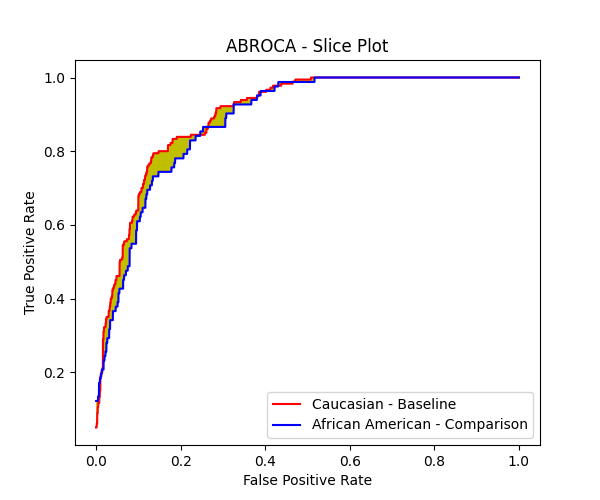 ABROCA - Slice Plot
True Positive Rate
1.0
0.8
0.6
0.4
0.2
Caucasian - Baseline
African American - Comparison
0.0 0.2 0.4 0.6 0.8 1.0
False Positive Rate